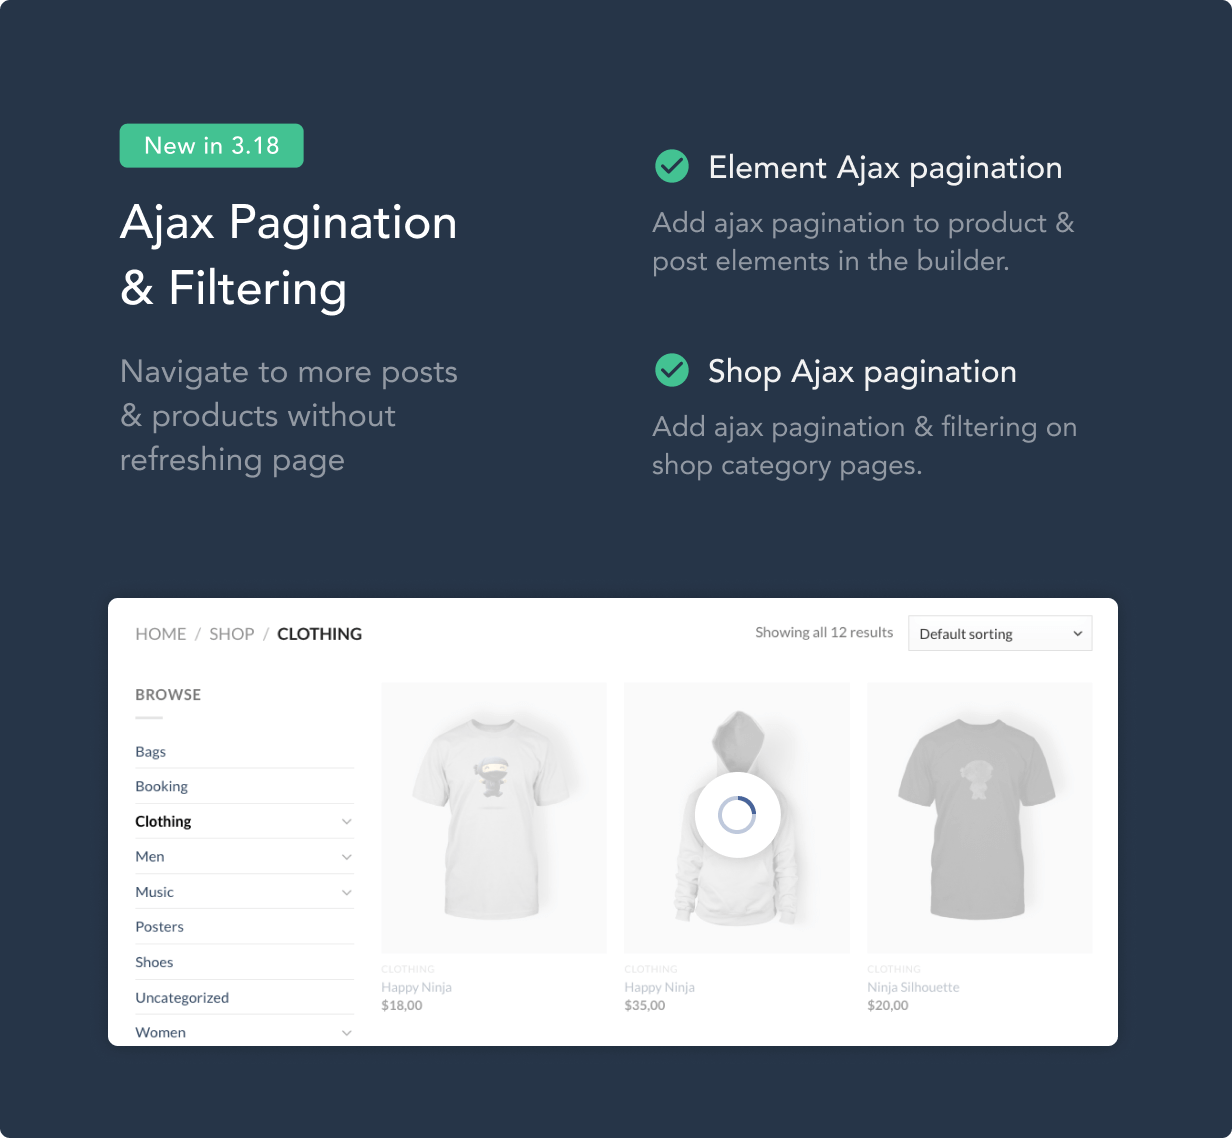 New in 3.18
Ajax Pagination
& Filtering
Navigate to more posts
& products without
refreshing page
Element Ajax pagination
Add ajax pagination to product &
post elements in the builder.
Shop Ajax pagination
Add ajax pagination & filtering on
shop category pages.
HOME / SHOP / CLOTHING
Showing all 12 results
Default sorting
BROWSE
Bags
Booking
Clothing
Men
Music
Posters
Shoes
Uncategorized
Women
CLOTHING
Happy Ninja
$18,00
CLOTHING
Happy Ninja
$35,00
CLOTHING
Ninja Silhouette
$20,00